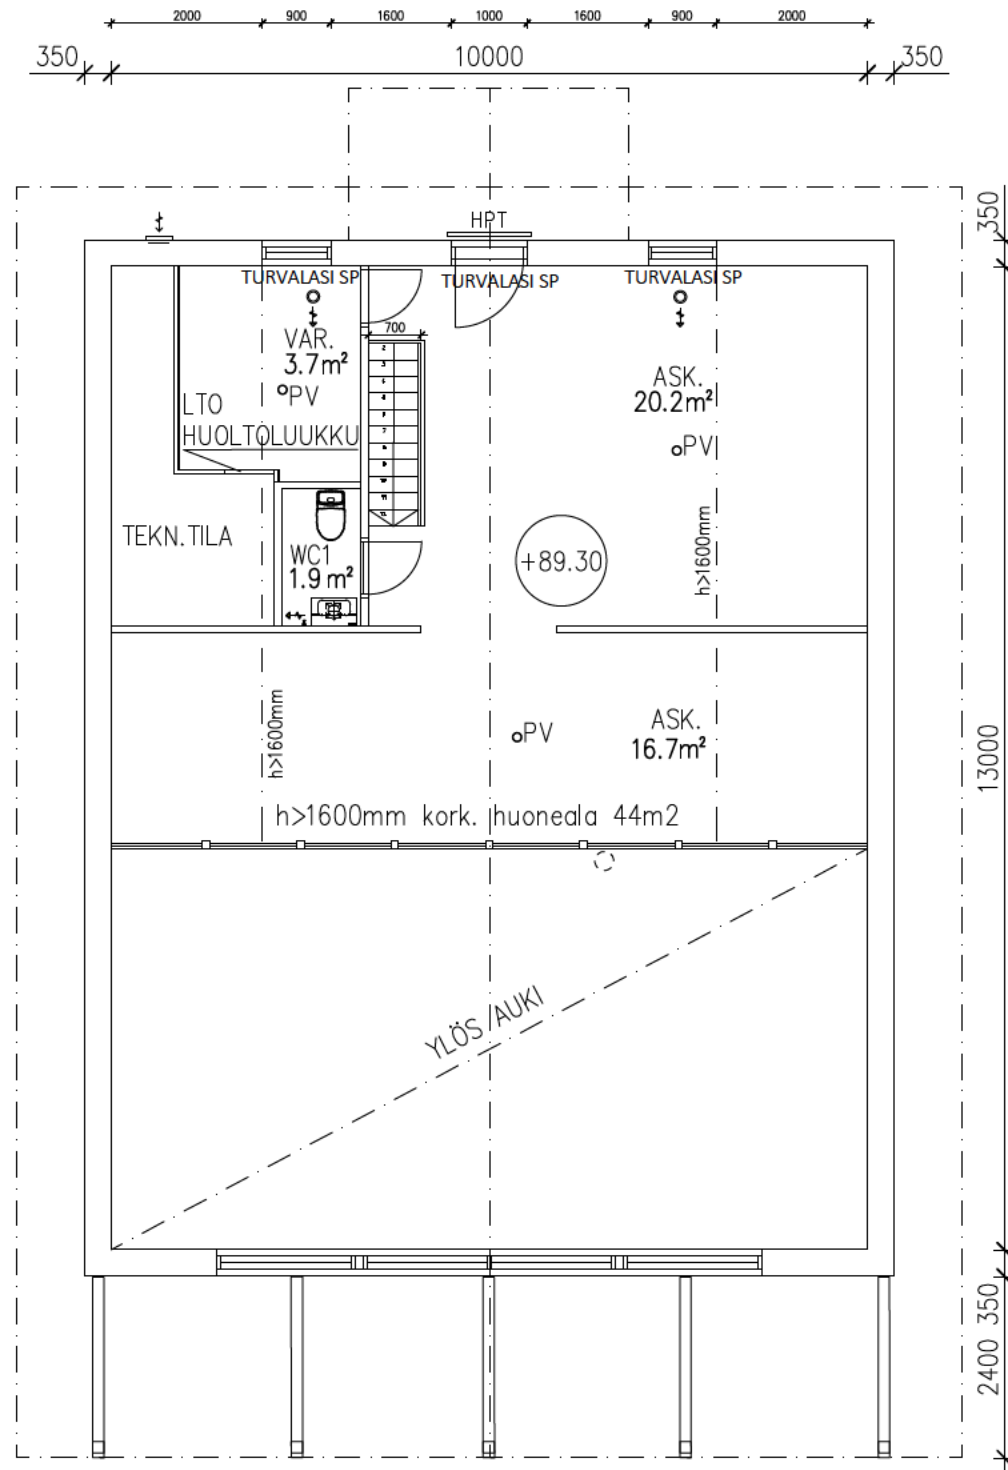 2000 900 1600 1000 1600 900 2000
350 10000 350
350
HPT
TURVALASI SP
TURVALASI SP
TURVALASI SP
700
VAR.
3.7m²
PV
ASK.
20.2m²
PV
LTO
HUOLTOLUUKKU
TEKN.TILA
WC1
1.9 m²
+89.30
h>1600mm
h>1600mm
PV
ASK.
16.7m²
13000
h>1600mm kork. huoneala 44m2
YLÖS AUKI
350
2400